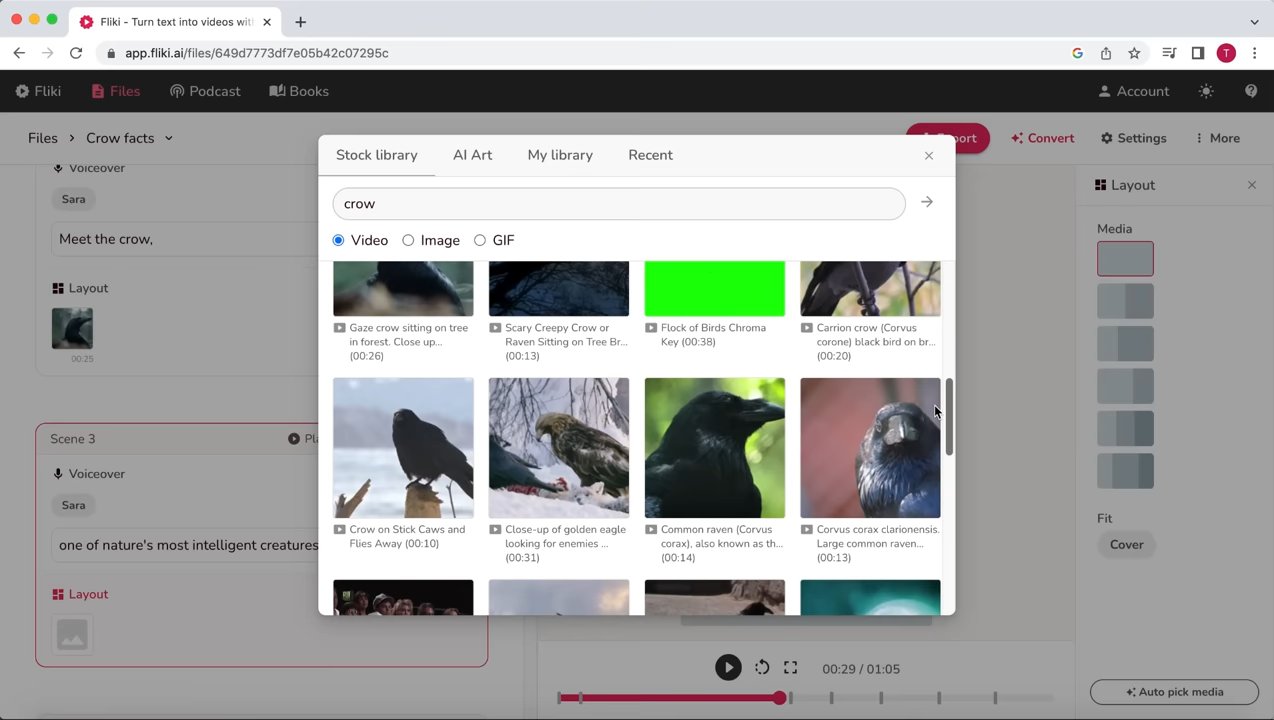 Fliki - Turn text into videos wit
app.fliki.ai/files/649d7773df7e05b42c07295c
T
Fliki
Files
Podcast
Books
Account
Files > Crow facts
Export
Convert
Settings
More
Stock library
AI Art
My library
Recent
crow
Video
Image
GIF
Voiceover
Sara
Meet the crow,
Layout
00:25
Scene 3
Pla
Voiceover
Sara
one of nature's most intelligent creatures
Layout
Gaze crow sitting on tree
in forest. Close up...
(00:26)
Scary Creepy Crow or
Raven Sitting on Tree Br...
(00:13)
Flock of Birds Chroma
Key (00:38)
Carrion crow (Corvus
corone) black bird on br...
(00:20)
Crow on Stick Caws and
Flies Away (00:10)
Close-up of golden eagle
looking for enemies ...
(00:31)
Common raven (Corvus
corax), also known as th...
(00:14)
Corvus corax clarionensis.
Large common raven...
(00:13)
00:29 / 01:05
Layout
Media
Fit
Cover
Auto pick media